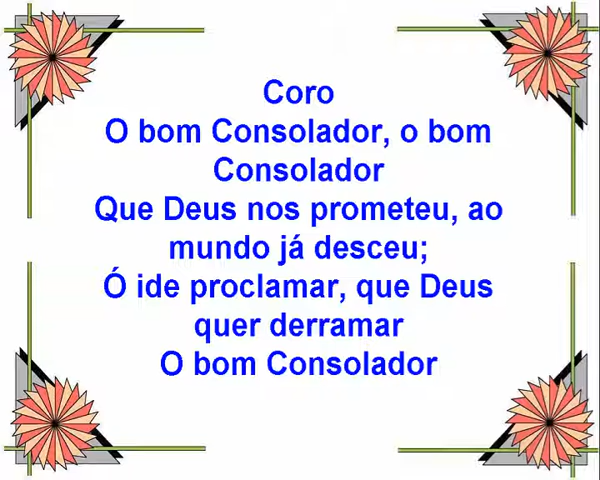 Coro
O bom Consolador, o bom
Consolador
Que Deus nos prometeu, ao
mundo já desceu;
Ó ide proclamar, que Deus
quer derramar
O bom Consolador